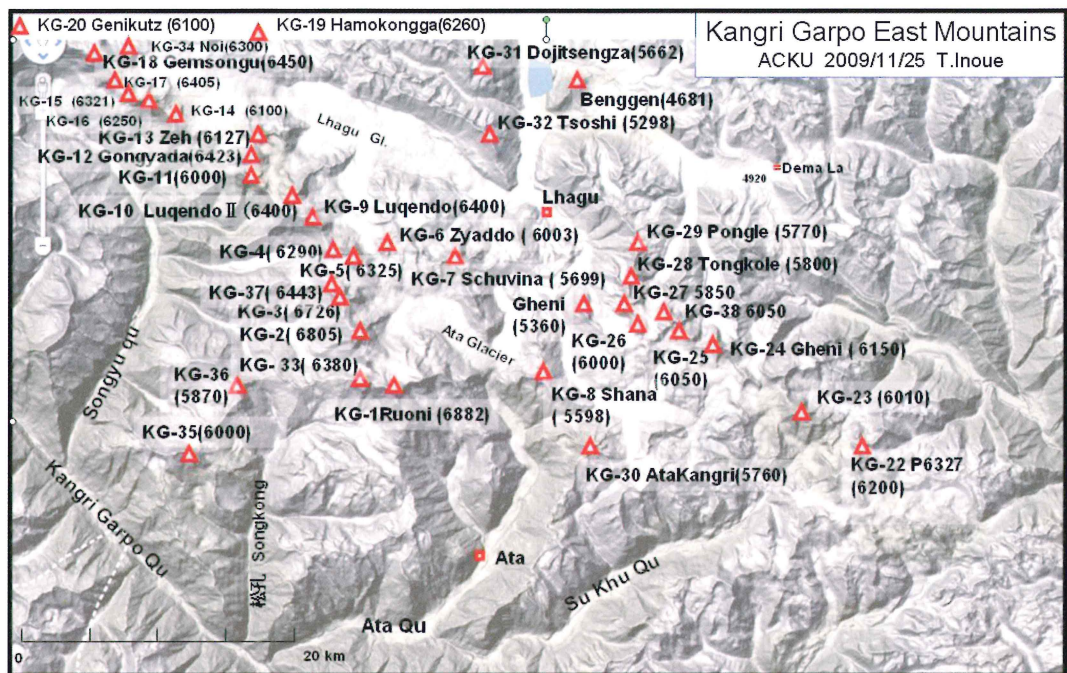 KG-20 Genikutz (6100)
KG-19 Hamokongga(6260)
Kangri Garpo East Mountains
ACKU 2009/11/25 T.Inoue
KG-34 Noi(6300)
KG-18 Gemsongu(6450)
KG-31 Dojitsengza(5662)
KG-17 (6405)
Benggen(4681)
KG-15 (6321)
KG-16 (6250)
KG-14 (6100)
Lhagu Gl.
KG-32 Tsoshi (5298)
KG-13 Zeh (6127)
KG-12 Gongyada(6423)
KG-11(6000)
4920
=Dema La
KG-10 LuqendoⅡ(6400)
KG-9 Luqendo(6400)
Lhagu
KG-6 Zyaddo ( 6003)
KG-29 Pongle (5770)
KG-4( 6290)
KG-5( 6325)
KG-7 Schuvina ( 5699)
KG-28 Tongkole (5800)
KG-37( 6443)
KG-27 5850
Gheni
(5360)
KG-38 6050
KG-3( 6726)
KG-2( 6805)
Ata Glacier
KG-26
(6000)
KG-25
(6050)
KG-24 Gheni ( 6150)
KG- 33( 6380)
KG-36
(5870)
KG-1Ruoni (6882)
KG-8 Shana
( 5598)
KG-23 (6010)
Songyu qu
KG-35(6000)
KG-30 AtaKangri(5760)
KG-22 P6327
(6200)
Kangri Garpo Qu
松孔 Songkong
Ata
Su Khu Qu
Ata Qu
0
20 km